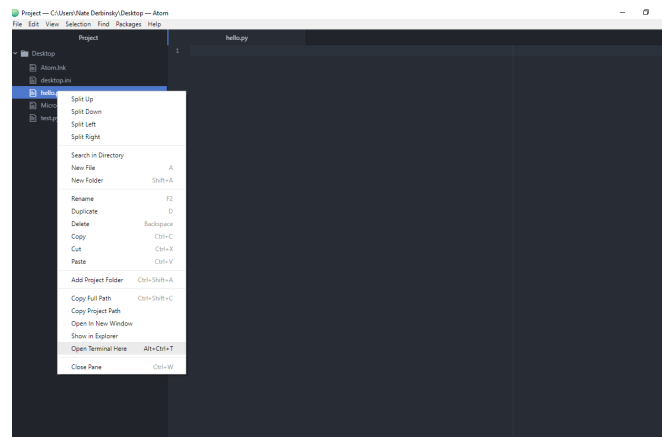 Project — C:\Users\Nate Derbinsky\Desktop — Atom
File Edit View Selection Find Packages Help
Project
hello.py
1
Desktop
Atom.lnk
desktop.ini
hello.
Micro
test.p
Split Up
Split Down
Split Left
Split Right
Search in Directory
New File A
New Folder Shift+A
Rename F2
Duplicate D
Delete Backspace
Copy Ctrl+C
Cut Ctrl+X
Paste Ctrl+V
Add Project Folder Ctrl+Shift+A
Copy Full Path Ctrl+Shift+C
Copy Project Path
Open In New Window
Show in Explorer
Open Terminal Here Alt+Ctrl+T
Close Pane Ctrl+W